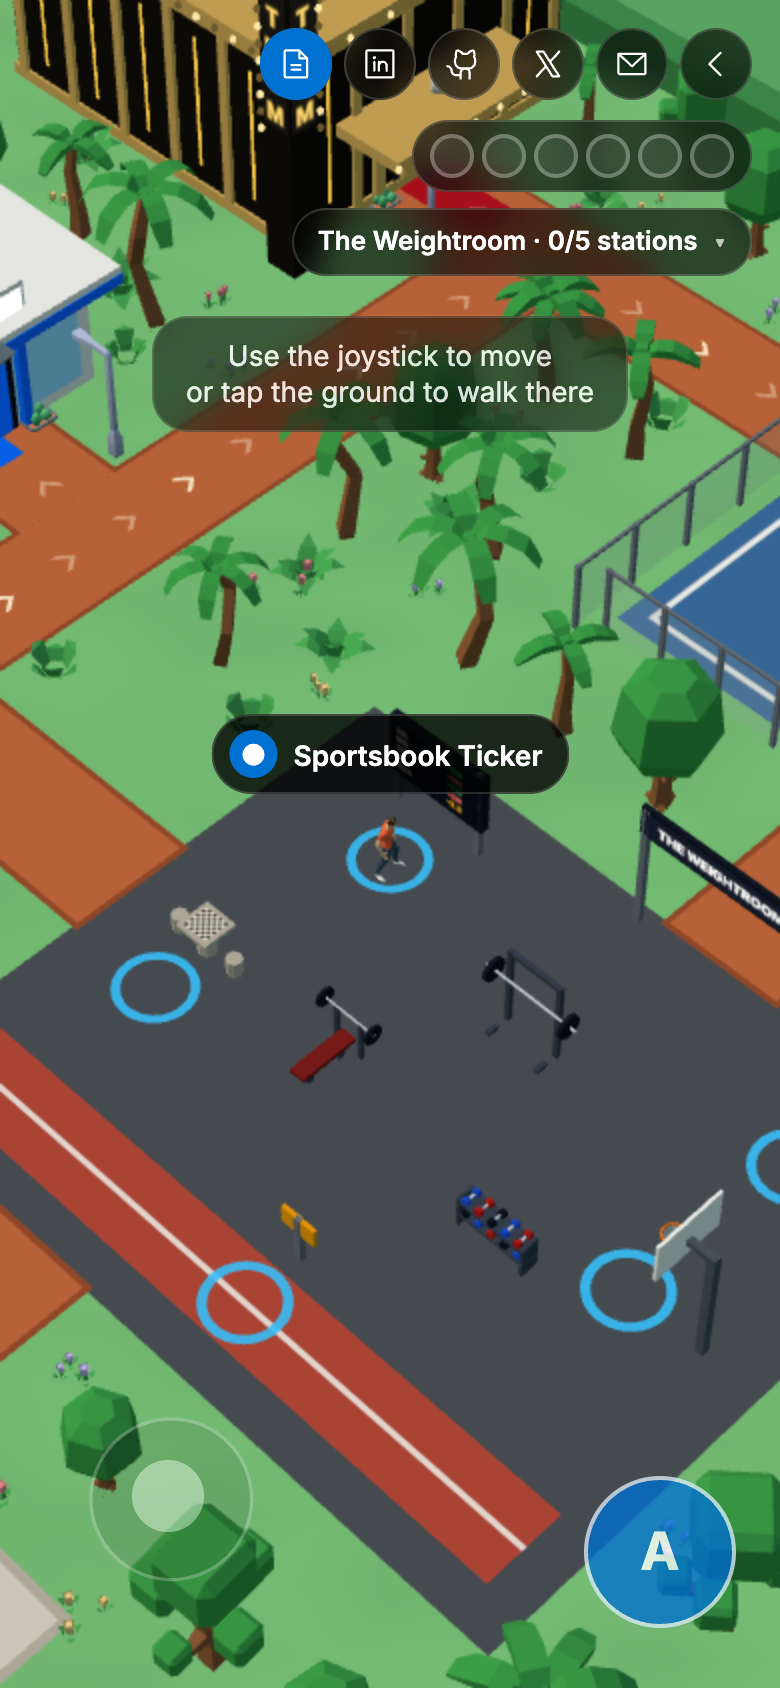 T T
M M
in
The Weightroom · 0/5 stations
Use the joystick to move
or tap the ground to walk there
Sportsbook Ticker
THE WEIGHTROOM
A